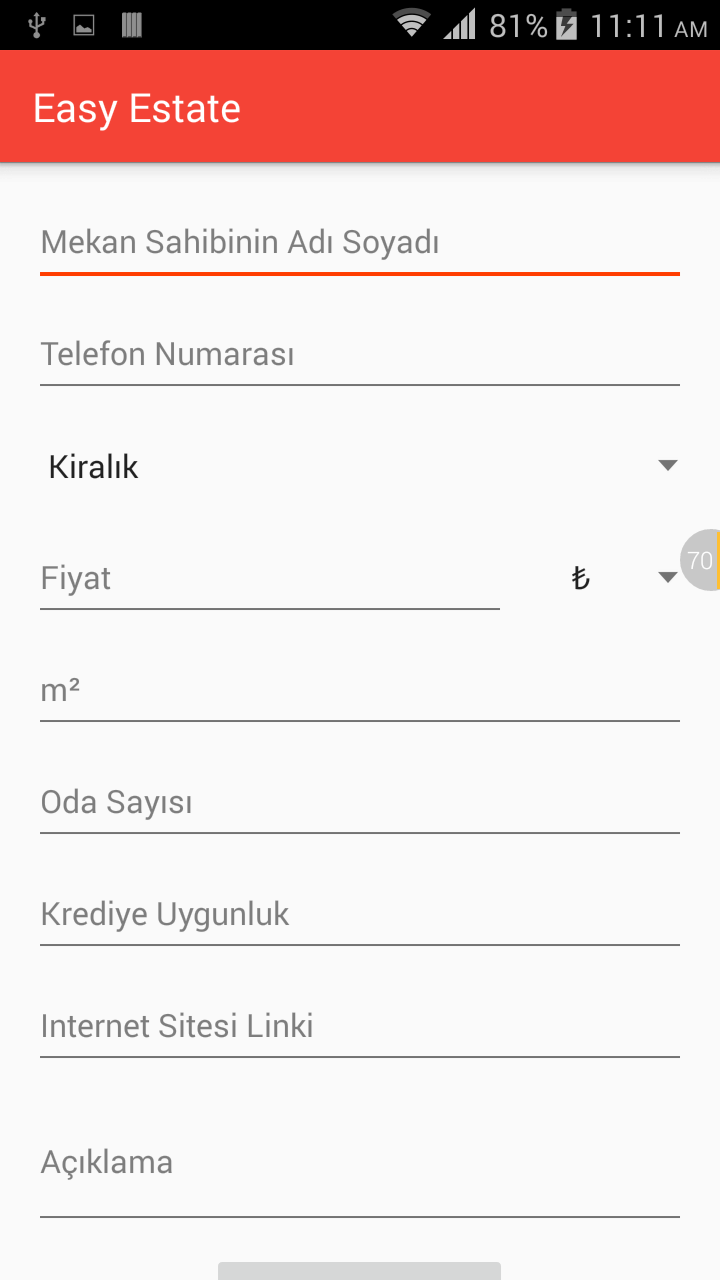 81% 11:11 AM
Easy Estate
Mekan Sahibinin Adı Soyadı
Telefon Numarası
Kiralık
Fiyat ₺
70
m²
Oda Sayısı
Krediye Uygunluk
Internet Sitesi Linki
Açıklama